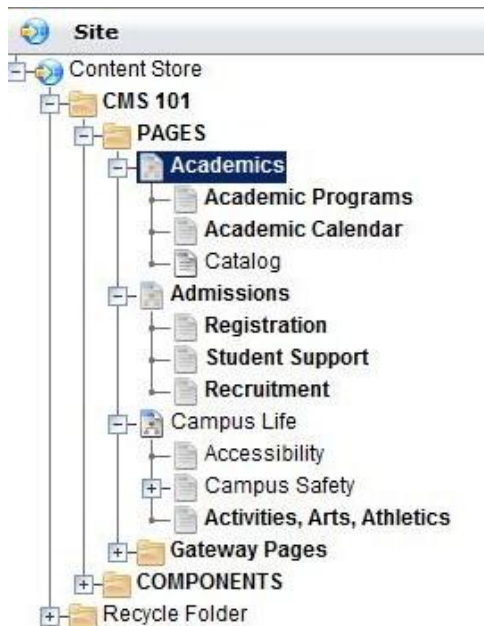 Site
Content Store
CMS 101
PAGES
Academics
Academic Programs
Academic Calendar
Catalog
Admissions
Registration
Student Support
Recruitment
Campus Life
Accessibility
Campus Safety
Activities, Arts, Athletics
Gateway Pages
COMPONENTS
Recycle Folder